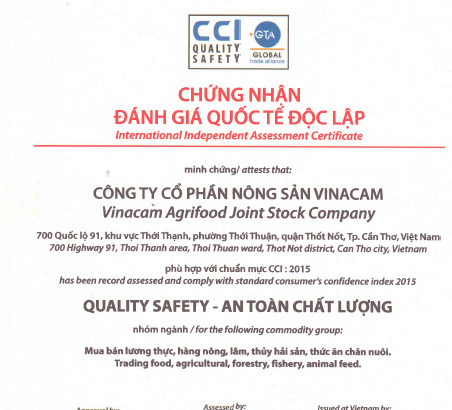 CCI
QUALITY
SAFETY
GTA
GLOBAL
trade alliance
CHỨNG NHẬN
ĐÁNH GIÁ QUỐC TẾ ĐỘC LẬP
International Independent Assessment Certificate
minh chứng/ attests that:
CÔNG TY CỔ PHẦN NÔNG SẢN VINACAM
Vinacam Agrifood Joint Stock Company
700 Quốc lộ 91, khu vực Thới Thạnh, phường Thới Thuận, quận Thốt Nốt, Tp. Cần Thơ, Việt Nam
700 Highway 91, Thoi Thanh area, Thoi Thuan ward, Thot Not district, Can Tho city, Vietnam
phù hợp với chuẩn mực CCI : 2015
has been record assessed and comply with standard consumer's confidence index 2015
QUALITY SAFETY - AN TOÀN CHẤT LƯỢNG
nhóm ngành / for the following commodity group:
Mua bán lương thực, hàng nông, lâm, thủy hải sản, thức ăn chăn nuôi.
Trading food, agricultural, forestry, fishery, animal feed.
Assessed by:
Issued at Vietnam by: